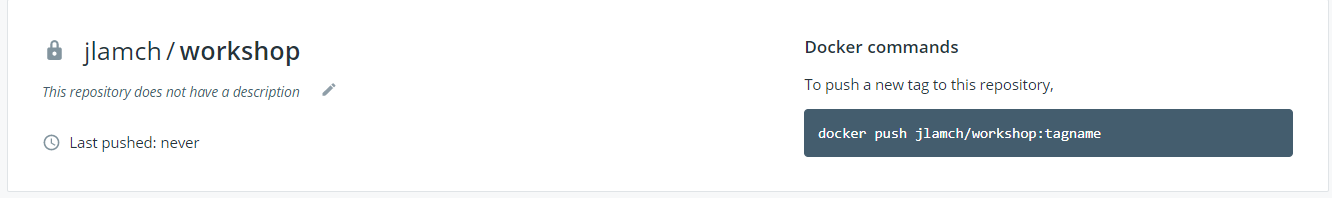 jlamch / workshop
This repository does not have a description
Last pushed: never
Docker commands
To push a new tag to this repository,
docker push jlamch/workshop:tagname